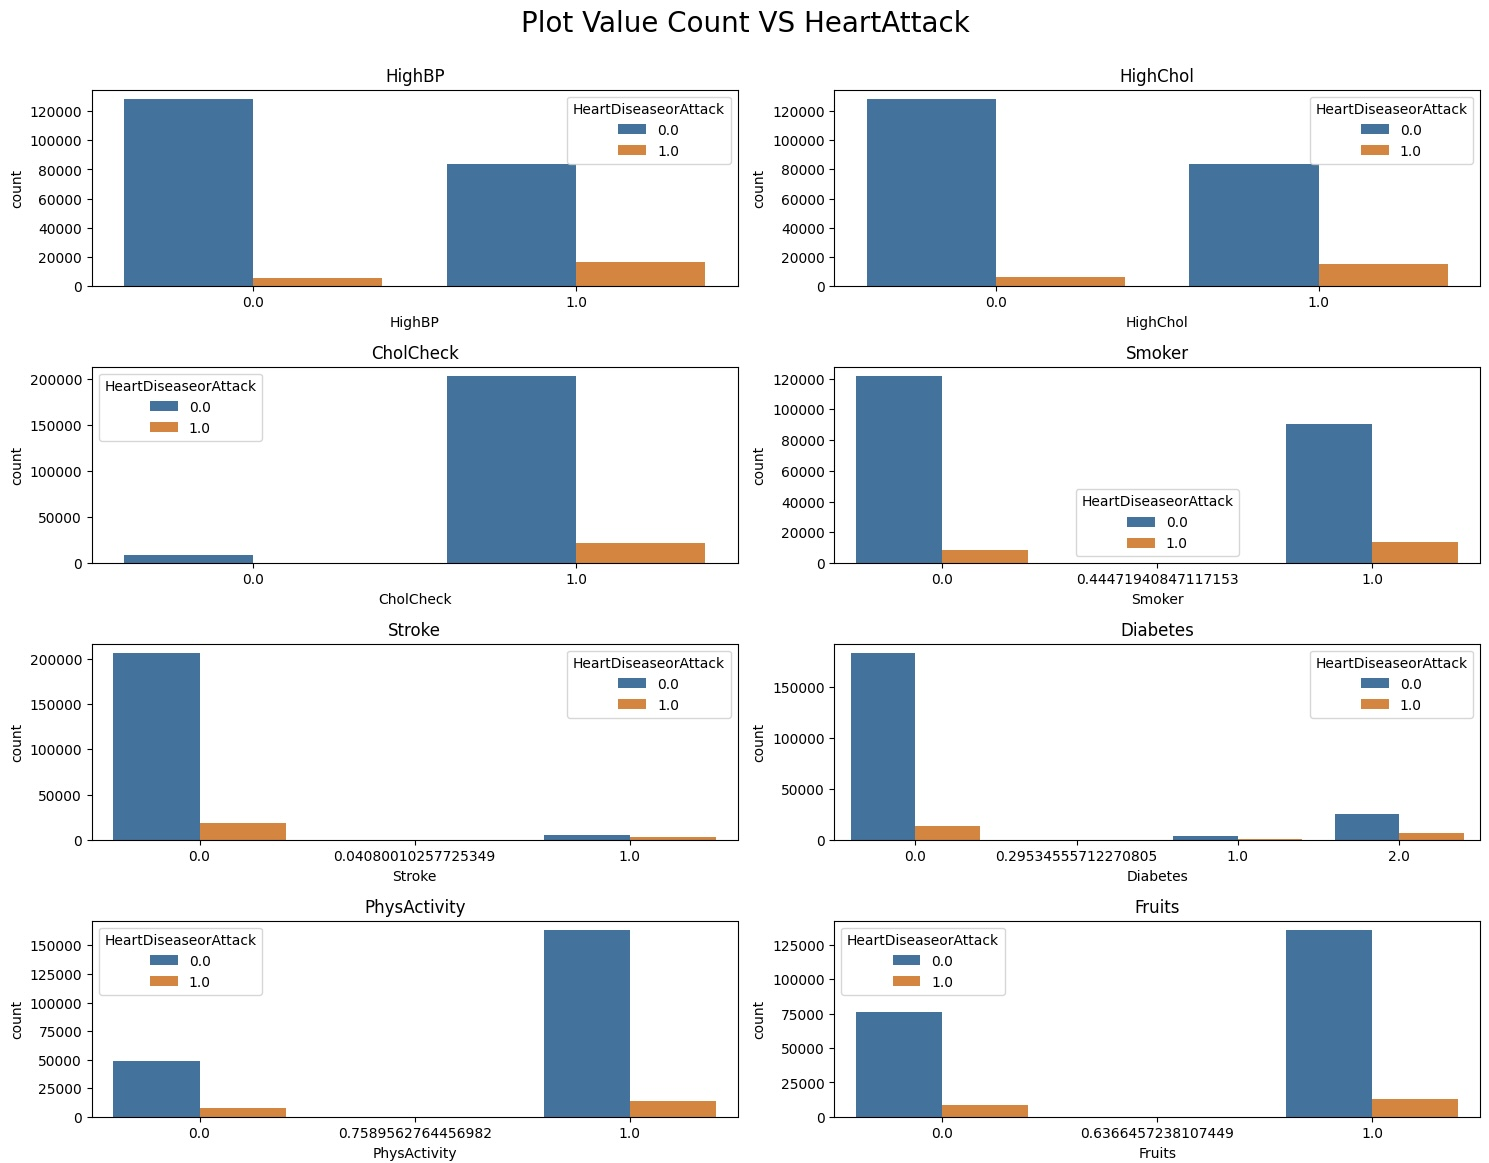 Plot Value Count VS HeartAttack
HighBP
count
120000
100000
80000
60000
40000
20000
0
HeartDiseaseorAttack
0.0
1.0
0.0 1.0
HighBP
HighChol
count
120000
100000
80000
60000
40000
20000
0
HeartDiseaseorAttack
0.0
1.0
0.0 1.0
HighChol
CholCheck
count
200000
150000
100000
50000
0
HeartDiseaseorAttack
0.0
1.0
0.0 1.0
CholCheck
Smoker
count
120000
100000
80000
60000
40000
20000
0
HeartDiseaseorAttack
0.0
1.0
0.0 0.444719408471171​53 1.0
Smoker
Stroke
count
200000
150000
100000
50000
0
HeartDiseaseorAttack
0.0
1.0
0.0 0.04080010257725349 1.0
Stroke
Diabetes
count
150000
100000
50000
0
HeartDiseaseorAttack
0.0
1.0
0.0 0.29534555712270805 1.0 2.0
Diabetes
PhysActivity
count
150000
125000
100000
75000
50000
25000
0
HeartDiseaseorAttack
0.0
1.0
0.0 0.7589562764456982 1.0
PhysActivity
Fruits
count
125000
100000
75000
50000
25000
0
HeartDiseaseorAttack
0.0
1.0
0.0 0.6366457238107449 1.0
Fruits